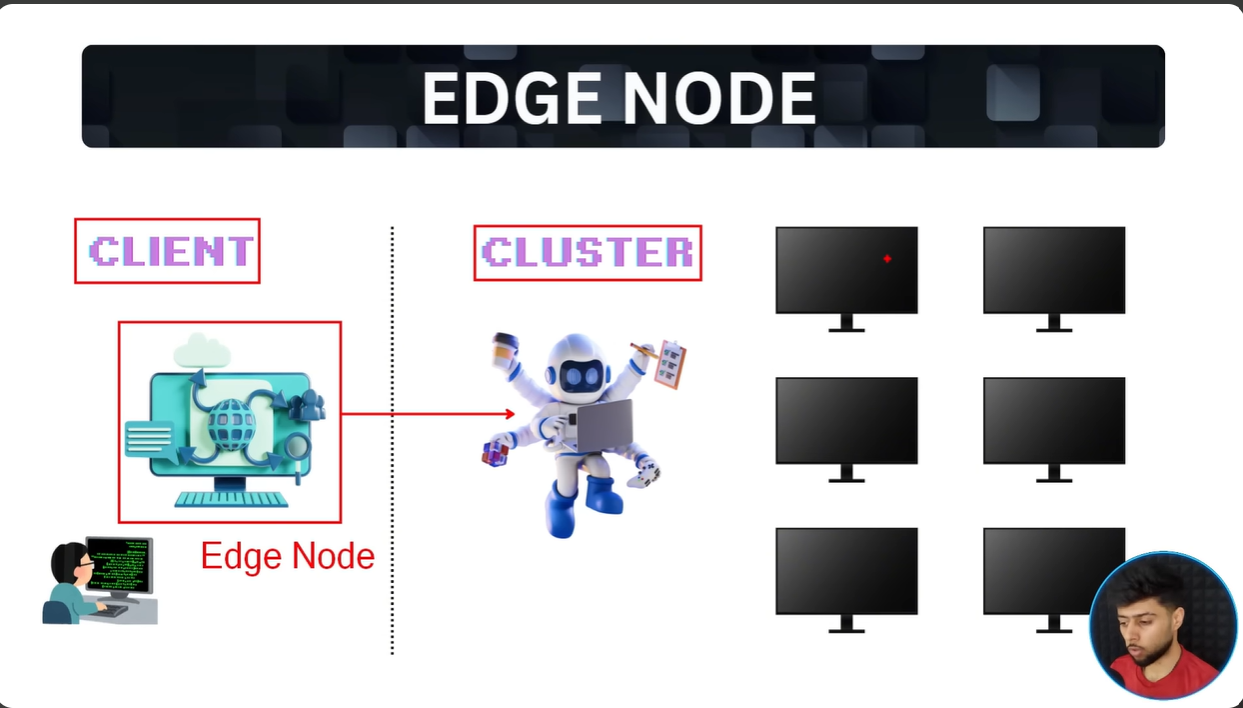 EDGE NODE
CLIENT
CLUSTER
Edge Node